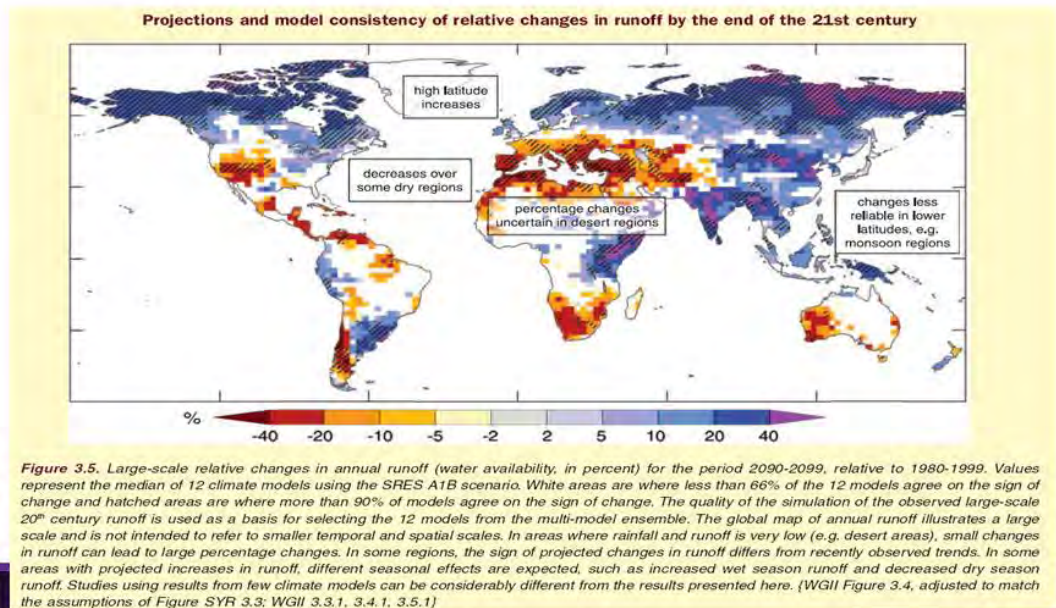 Projections and model consistency of relative changes in runoff by the end of the 21st century
high latitude
increases
decreases over
some dry regions
percentage changes
uncertain in desert regions
changes less
reliable in lower
latitudes, e.g.
monsoon regions
%
-40 -20 -10 -5 -2 2 5 10 20 40
Figure 3.5. Large-scale relative changes in annual runoff (water availability, in percent) for the period 2090-2099, relative to 1980-1999. Values
represent the median of 12 climate models using the SRES A1B scenario. White areas are where less than 66% of the 12 models agree on the sign of
change and hatched areas are where more than 90% of models agree on the sign of change. The quality of the simulation of the observed large-scale
20th century runoff is used as a basis for selecting the 12 models from the multi-model ensemble. The global map of annual runoff illustrates a large
scale and is not intended to refer to smaller temporal and spatial scales. In areas where rainfall and runoff is very low (e.g. desert areas), small changes
in runoff can lead to large percentage changes. In some regions, the sign of projected changes in runoff differs from recently observed trends. In some
areas with projected increases in runoff, different seasonal effects are expected, such as increased wet season runoff and decreased dry season
runoff. Studies using results from few climate models can be considerably different from the results presented here. {WGII Figure 3.4, adjusted to match
the assumptions of Figure SYR 3.3; WGII 3.3.1, 3.4.1, 3.5.1}